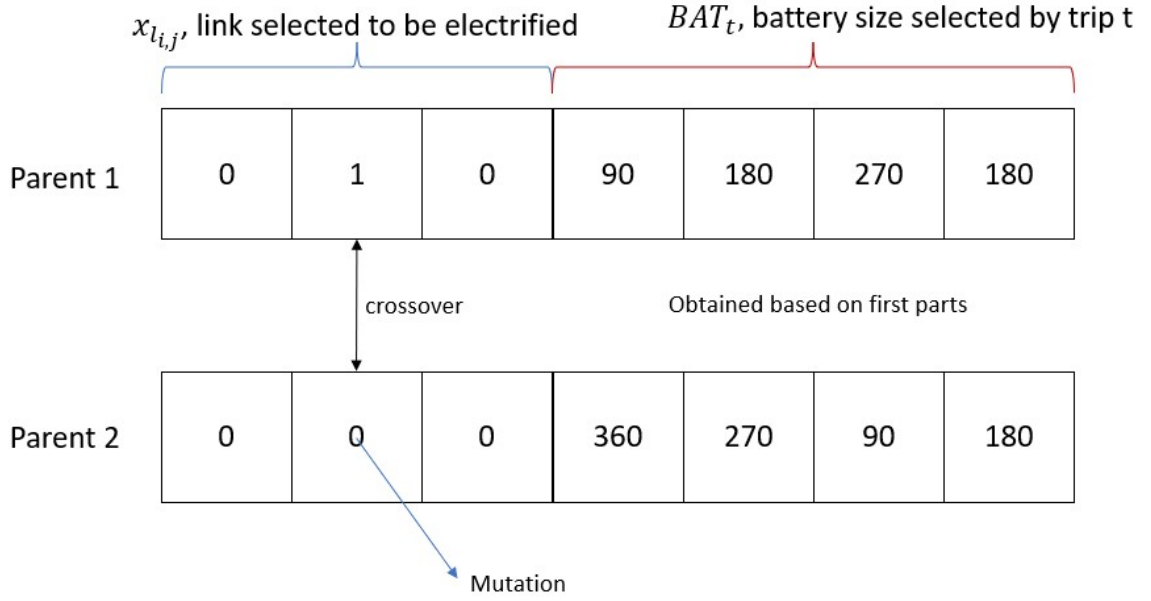 x_{l_{i,j}}, link selected to be electrified
BAT_t, battery size selected by trip t
Parent 1
0 1 0 90 180 270 180
crossover
Obtained based on first parts
Parent 2
0 0 0 360 270 90 180
Mutation